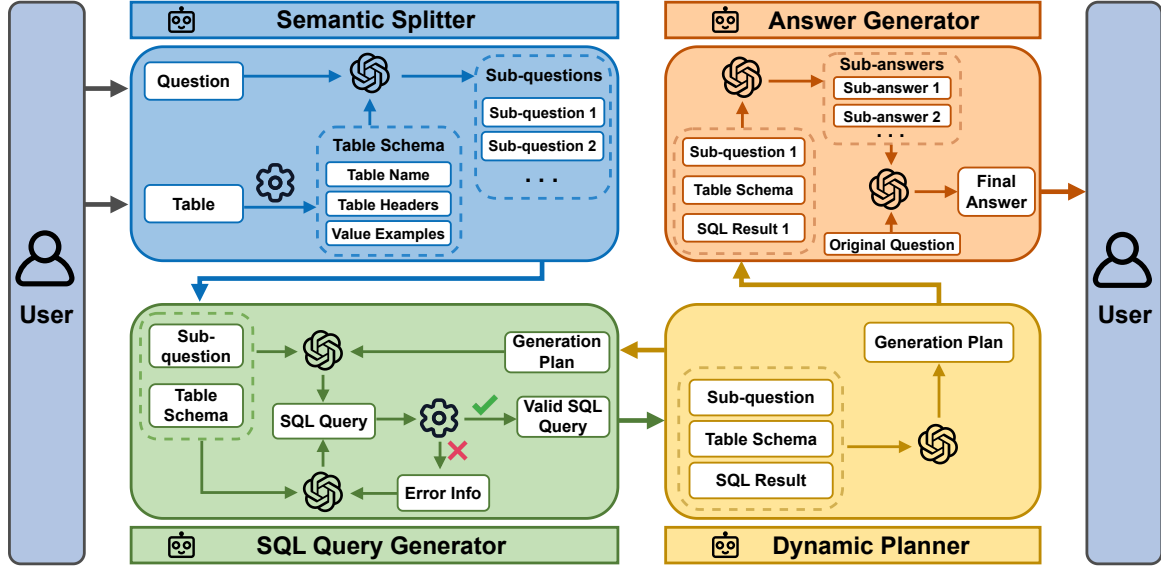 Semantic Splitter
Question
Sub-questions
Sub-question 1
Sub-question 2
. . .
Table Schema
Table Name
Table Headers
Value Examples
Table
User
Answer Generator
Sub-answers
Sub-answer 1
Sub-answer 2
. . .
Sub-question 1
Table Schema
SQL Result 1
Final
Answer
Original Question
User
Sub-
question
Table
Schema
Generation
Plan
SQL Query
Valid SQL
Query
Error Info
SQL Query Generator
Generation Plan
Sub-question
Table Schema
SQL Result
Dynamic Planner